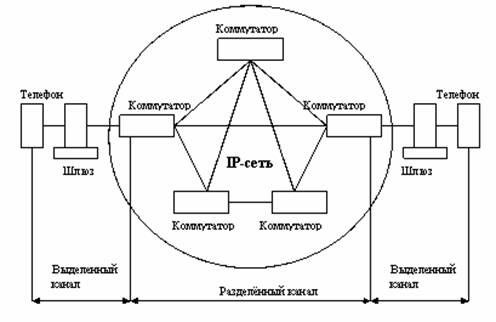 Коммутатор
Телефон
Коммутатор
Коммутатор
Телефон
IP-сеть
Шлюз
Шлюз
Коммутатор
Коммутатор
Выделенный
канал
Разделённый канал
Выделенный
канал